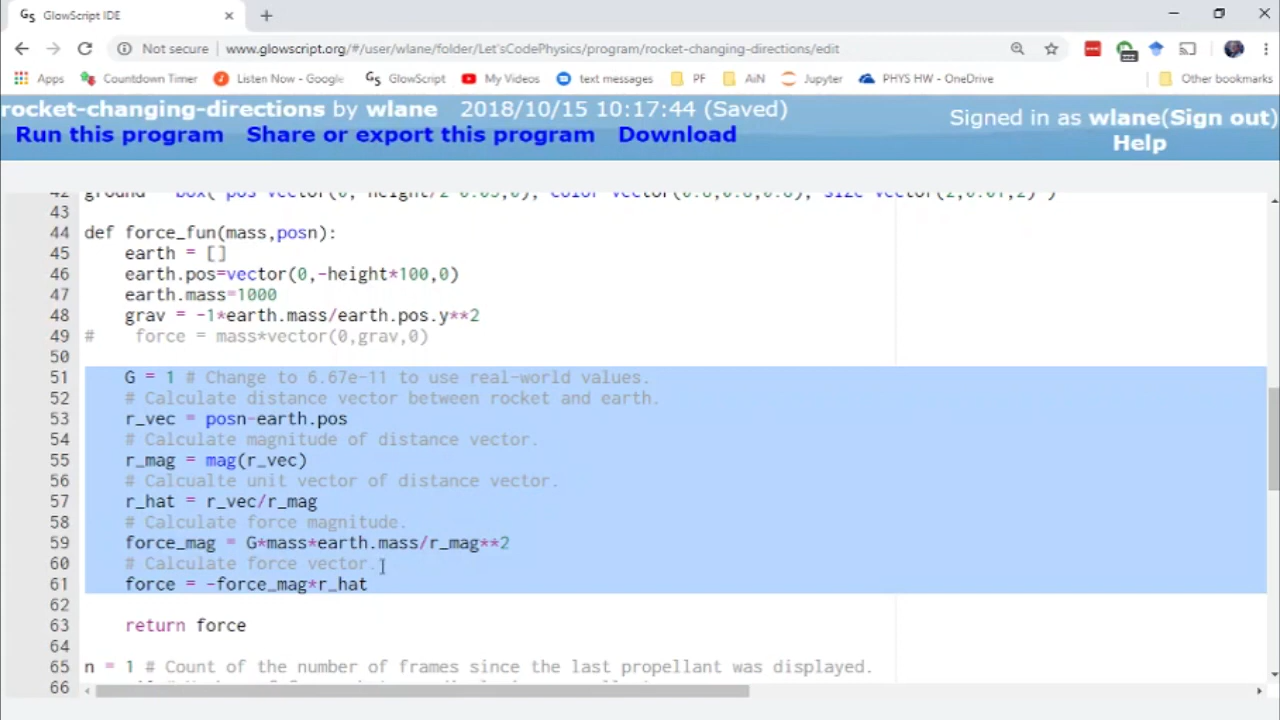 GlowScript IDE
Not secure www.glowscript.org/#/user/wlane/folder/Let'sCodePhysics/program/rocket-changing-directions/edit
Apps Countdown Timer Listen Now - Google GlowScript My Videos text messages PF AiN Jupyter PHYS HW - OneDrive Other bookmarks
rocket-changing-directions by wlane 2018/10/15 10:17:44 (Saved) Signed in as wlane(Sign out)
Run this program Share or export this program Download Help
43
44 def force_fun(mass,posn):
45 earth = []
46 earth.pos=vector(0,-height*100,0)
47 earth.mass=1000
48 grav = -1*earth.mass/earth.pos.y**2
49 # force = mass*vector(0,grav,0)
50
51 G = 1 # Change to 6.67e-11 to use real-world values.
52 # Calculate distance vector between rocket and earth.
53 r_vec = posn-earth.pos
54 # Calculate magnitude of distance vector.
55 r_mag = mag(r_vec)
56 # Calcualte unit vector of distance vector.
57 r_hat = r_vec/r_mag
58 # Calculate force magnitude.
59 force_mag = G*mass*earth.mass/r_mag**2
60 # Calculate force vector.
61 force = -force_mag*r_hat
62
63 return force
64
65 n = 1 # Count of the number of frames since the last propellant was displayed.
66